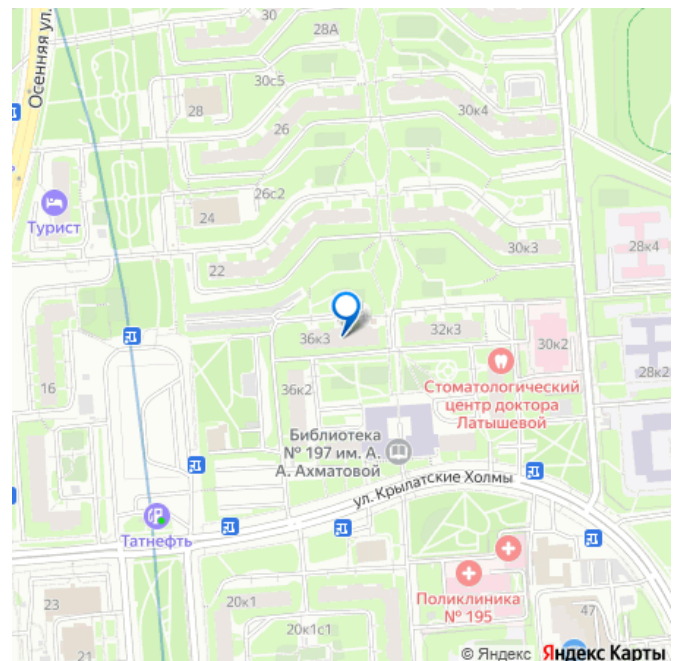 30
28А
Осенняя ул.
30с5
28
30к4
26
26с2
24
Турист
30к3
28к4
22
36к3
32к3
30к2
28к2
16
36к2
Стоматологический
центр доктора
Латышевой
Библиотека
№ 197 им. А.
А. Ахматовой
ул. Крылатские Холмы
Татнефть
Поликлиника
№ 195
23
20к1
47
20к1с1
21
© Яндекс Яндекс Карты